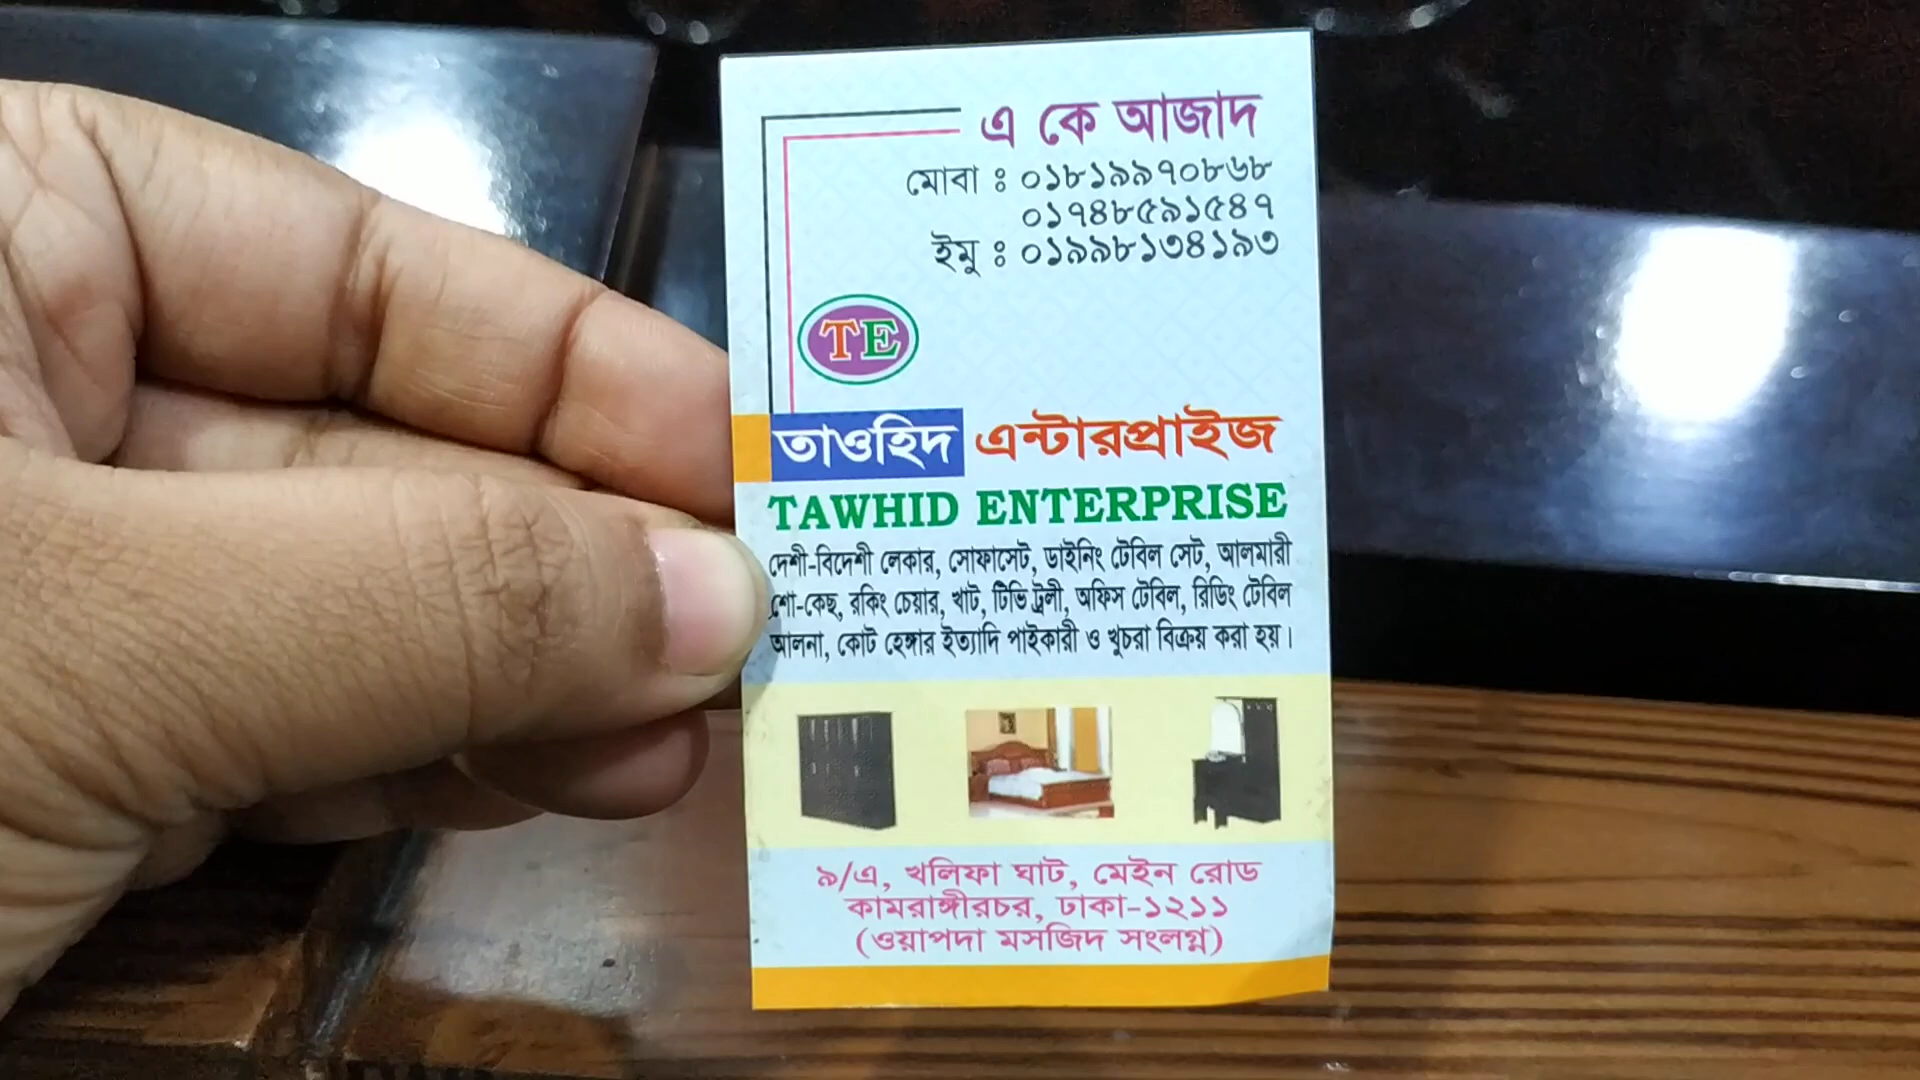 এ কে আজাদ
মোবা ঃ ০১৮১৯৯৭০৮৬৮
০১৭৪৮৫৯১৫৪৭
ইমু ঃ ০১৯৯৮১৩৪১৯৩
TE
তাওহিদ এন্টারপ্রাইজ
TAWHID ENTERPRISE
দেশী-বিদেশী লেকার, সোফাসেট, ডাইনিং টেবিল সেট, আলমারী
শো-কেছ, রকিং চেয়ার, খাট, টিভি ট্রলী, অফিস টেবিল, রিডিং টেবিল
আলনা, কোট হেঙ্গার ইত্যাদি পাইকারী ও খুচরা বিক্রয় করা হয়।
৯/এ, খলিফা ঘাট, মেইন রোড
কামরাঙ্গীরচর, ঢাকা-১২১১
(ওয়াপদা মসজিদ সংলগ্ন)